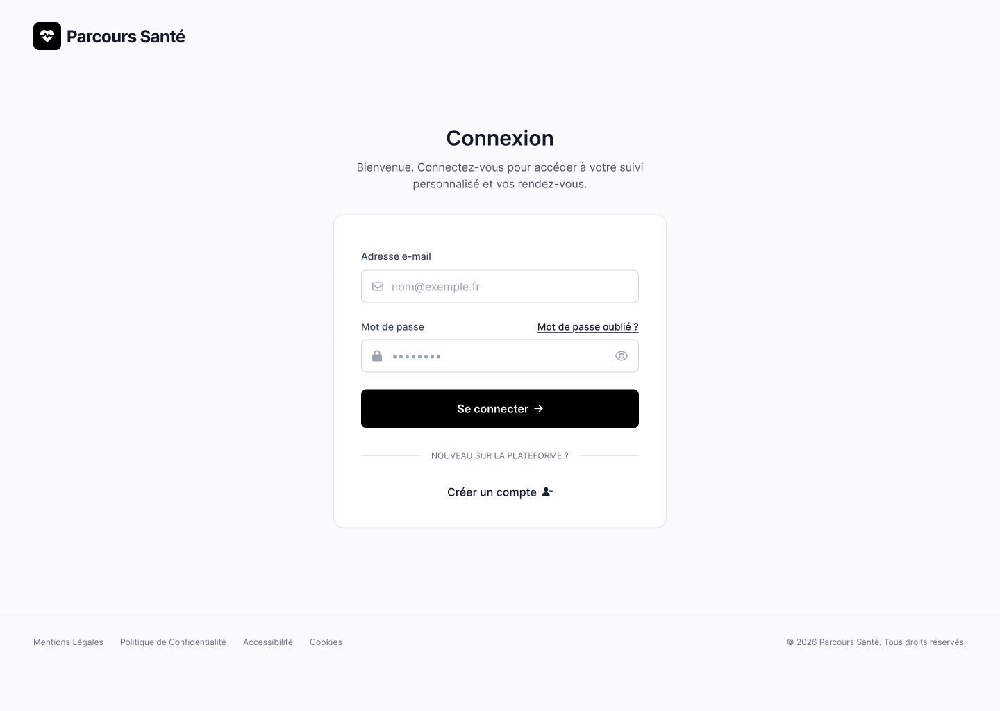 Parcours Santé
Connexion
Bienvenue. Connectez-vous pour accéder à votre suivi
personnalisé et vos rendez-vous.
Adresse e-mail
nom@exemple.fr
Mot de passe
Mot de passe oublié ?
••••••••
Se connecter →
NOUVEAU SUR LA PLATEFORME ?
Créer un compte
Mentions Légales
Politique de Confidentialité
Accessibilité
Cookies
© 2026 Parcours Santé. Tous droits réservés.